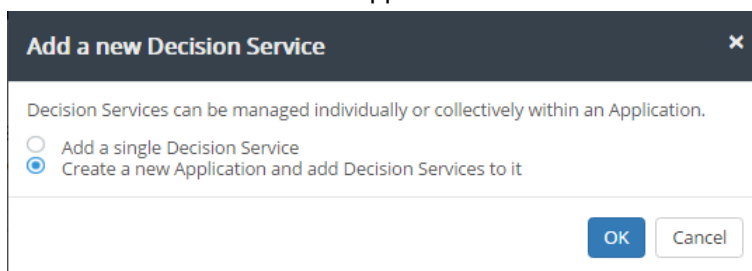 Add a new Decision Service ×
Decision Services can be managed individually or collectively within an Application.
Add a single Decision Service
Create a new Application and add Decision Services to it
OK Cancel